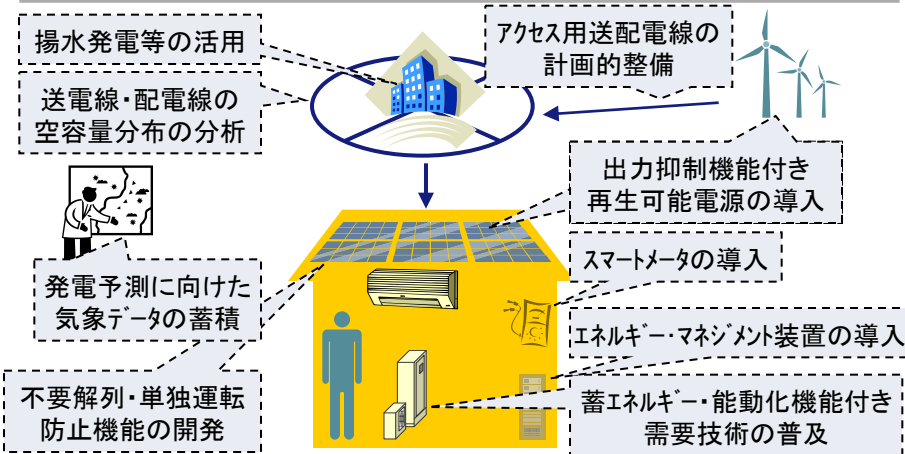 揚水発電等の活用
アクセス用送配電線の
計画的整備
送電線・配電線の
空容量分布の分析
出力抑制機能付き
再生可能電源の導入
スマートメータの導入
発電予測に向けた
気象データの蓄積
エネルギー・マネジメント装置の導入
不要解列・単独運転
防止機能の開発
蓄エネルギー・能動化機能付き
需要技術の普及